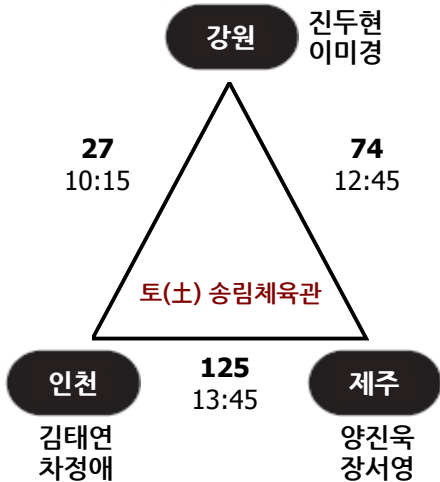 강원
진두현
이미경
27
10:15
74
12:45
토(土) 송림체육관
인천
125
13:45
제주
김태연
차정애
양진욱
장서영